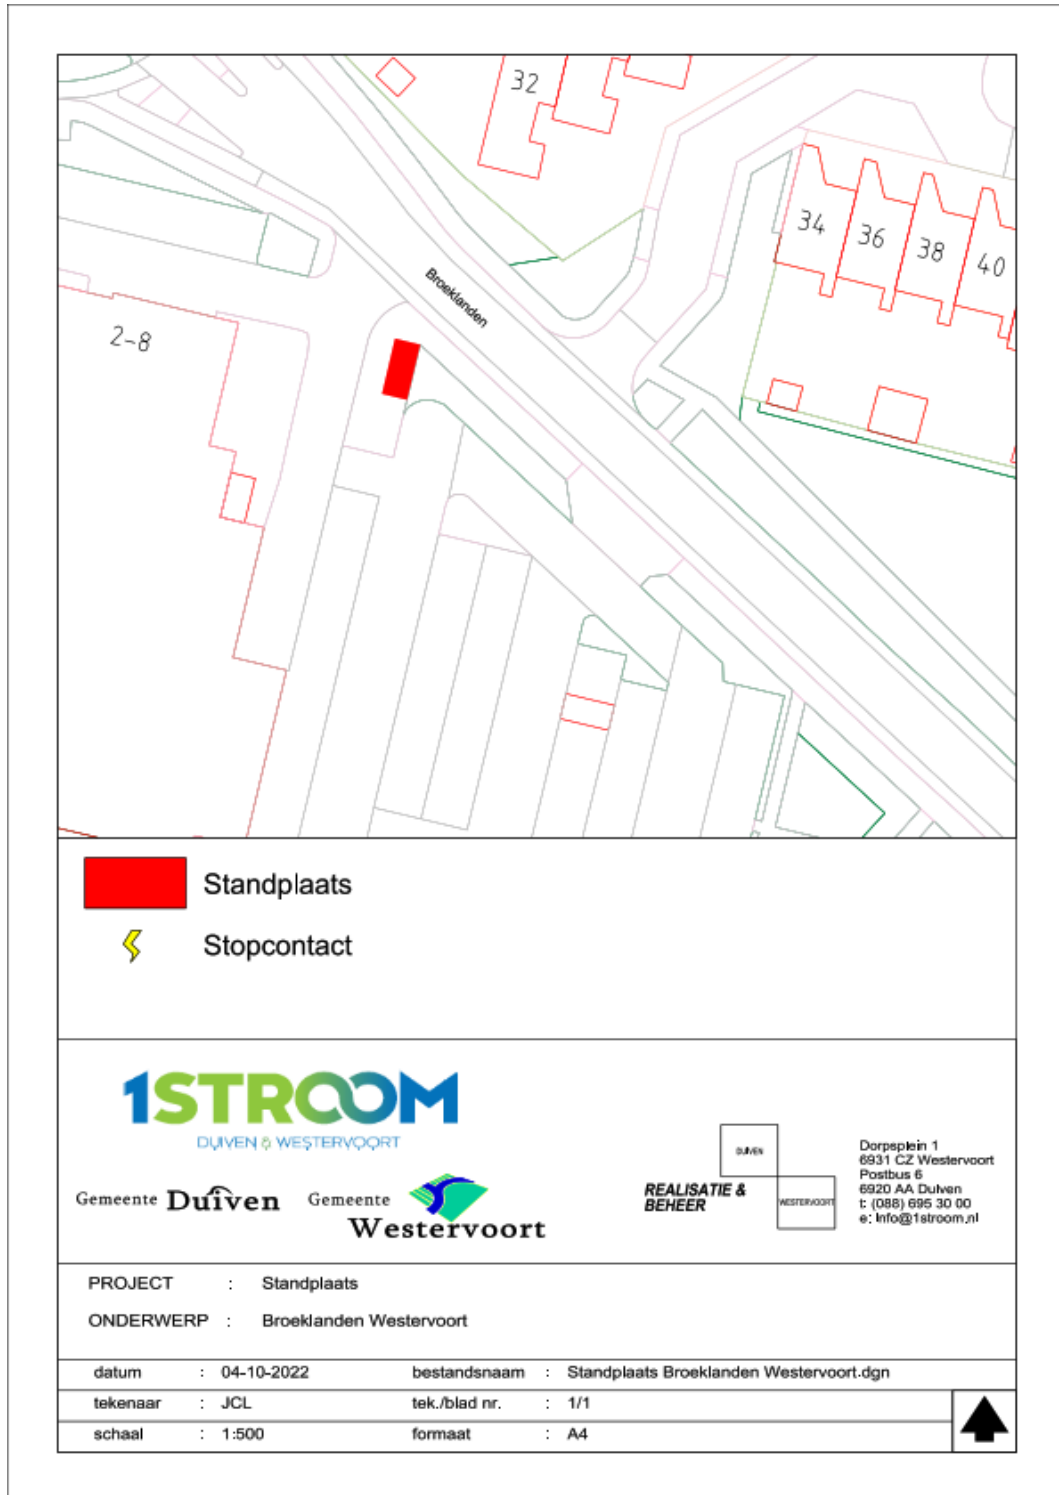 32
34
36
38
40
Broeklanden
2-8
Standplaats
Stopcontact
1STROOM
DUIVEN & WESTERVOORT
Gemeente Duiven
Gemeente
Westervoort
REALISATIE &
BEHEER
DUIVEN
WESTERVOORT
Dorpsplein 1
6931 CZ Westervoort
Postbus 6
6920 AA Duiven
t: (088) 695 30 00
e: info@1stroom.nl
PROJECT : Standplaats
ONDERWERP : Broeklanden Westervoort
datum : 04-10-2022 bestandsnaam : Standplaats Broeklanden Westervoort.dgn
tekenaar : JCL tek./blad nr. : 1/1
schaal : 1:500 formaat : A4